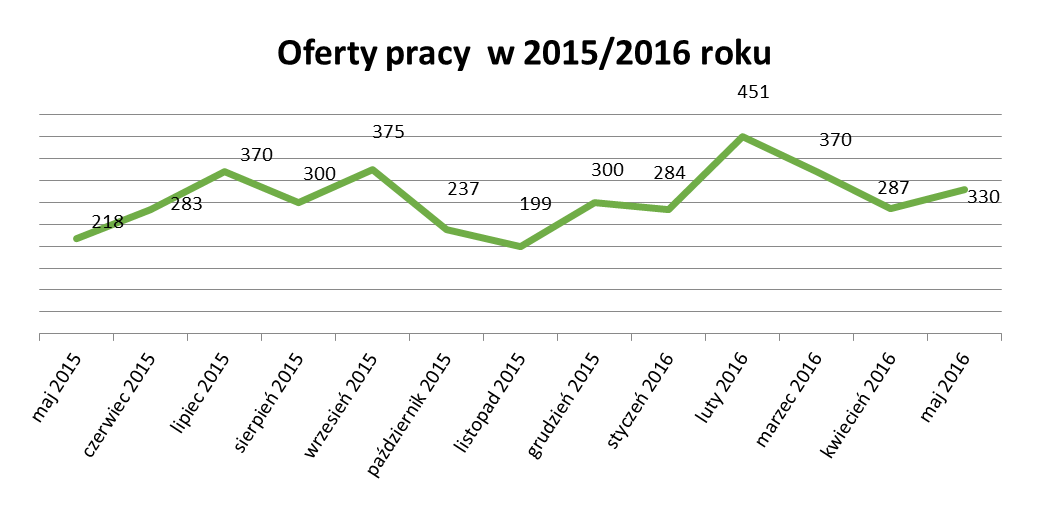 Oferty pracy  w 2015/2016 roku
218
283
370
300
375
237
199
300
284
451
370
287
330
maj 2015
czerwiec 2015
lipiec 2015
sierpień 2015
wrzesień 2015
październik 2015
listopad 2015
grudzień 2015
styczeń 2016
luty 2016
marzec 2016
kwiecień 2016
maj 2016